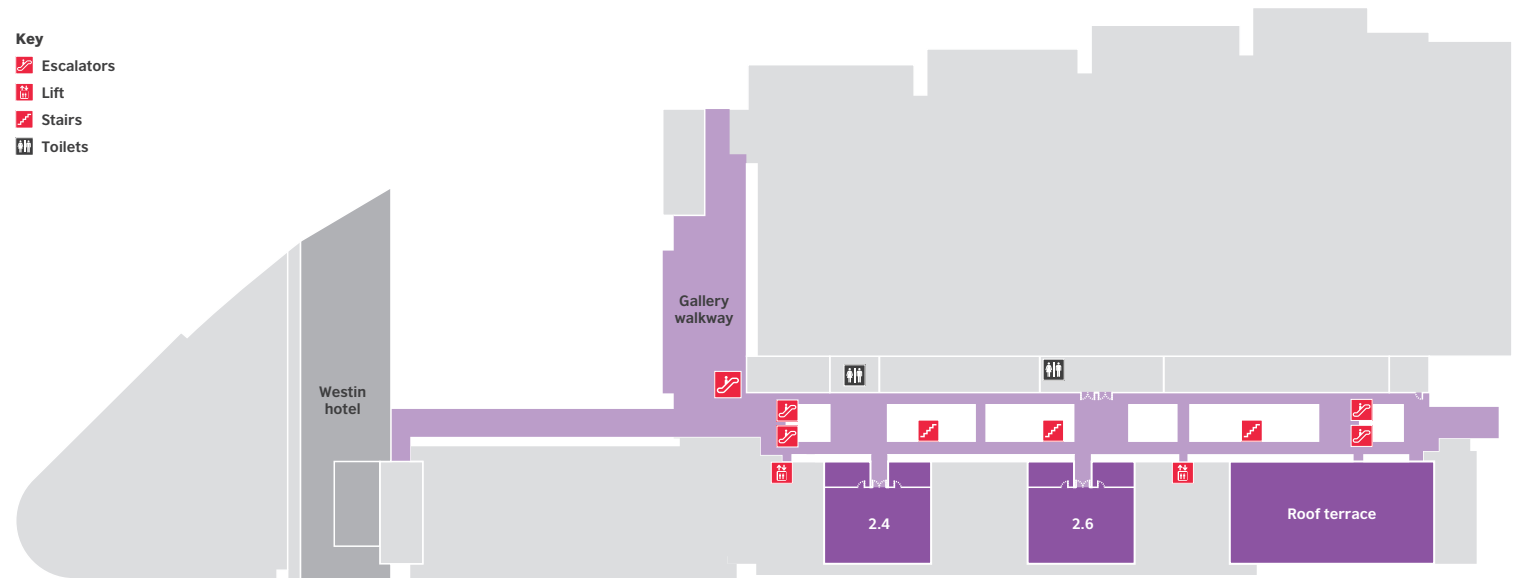 Key
Escalators
Lift
Stairs
Toilets
Gallery
walkway
Westin
hotel
2.4
2.6
Roof terrace